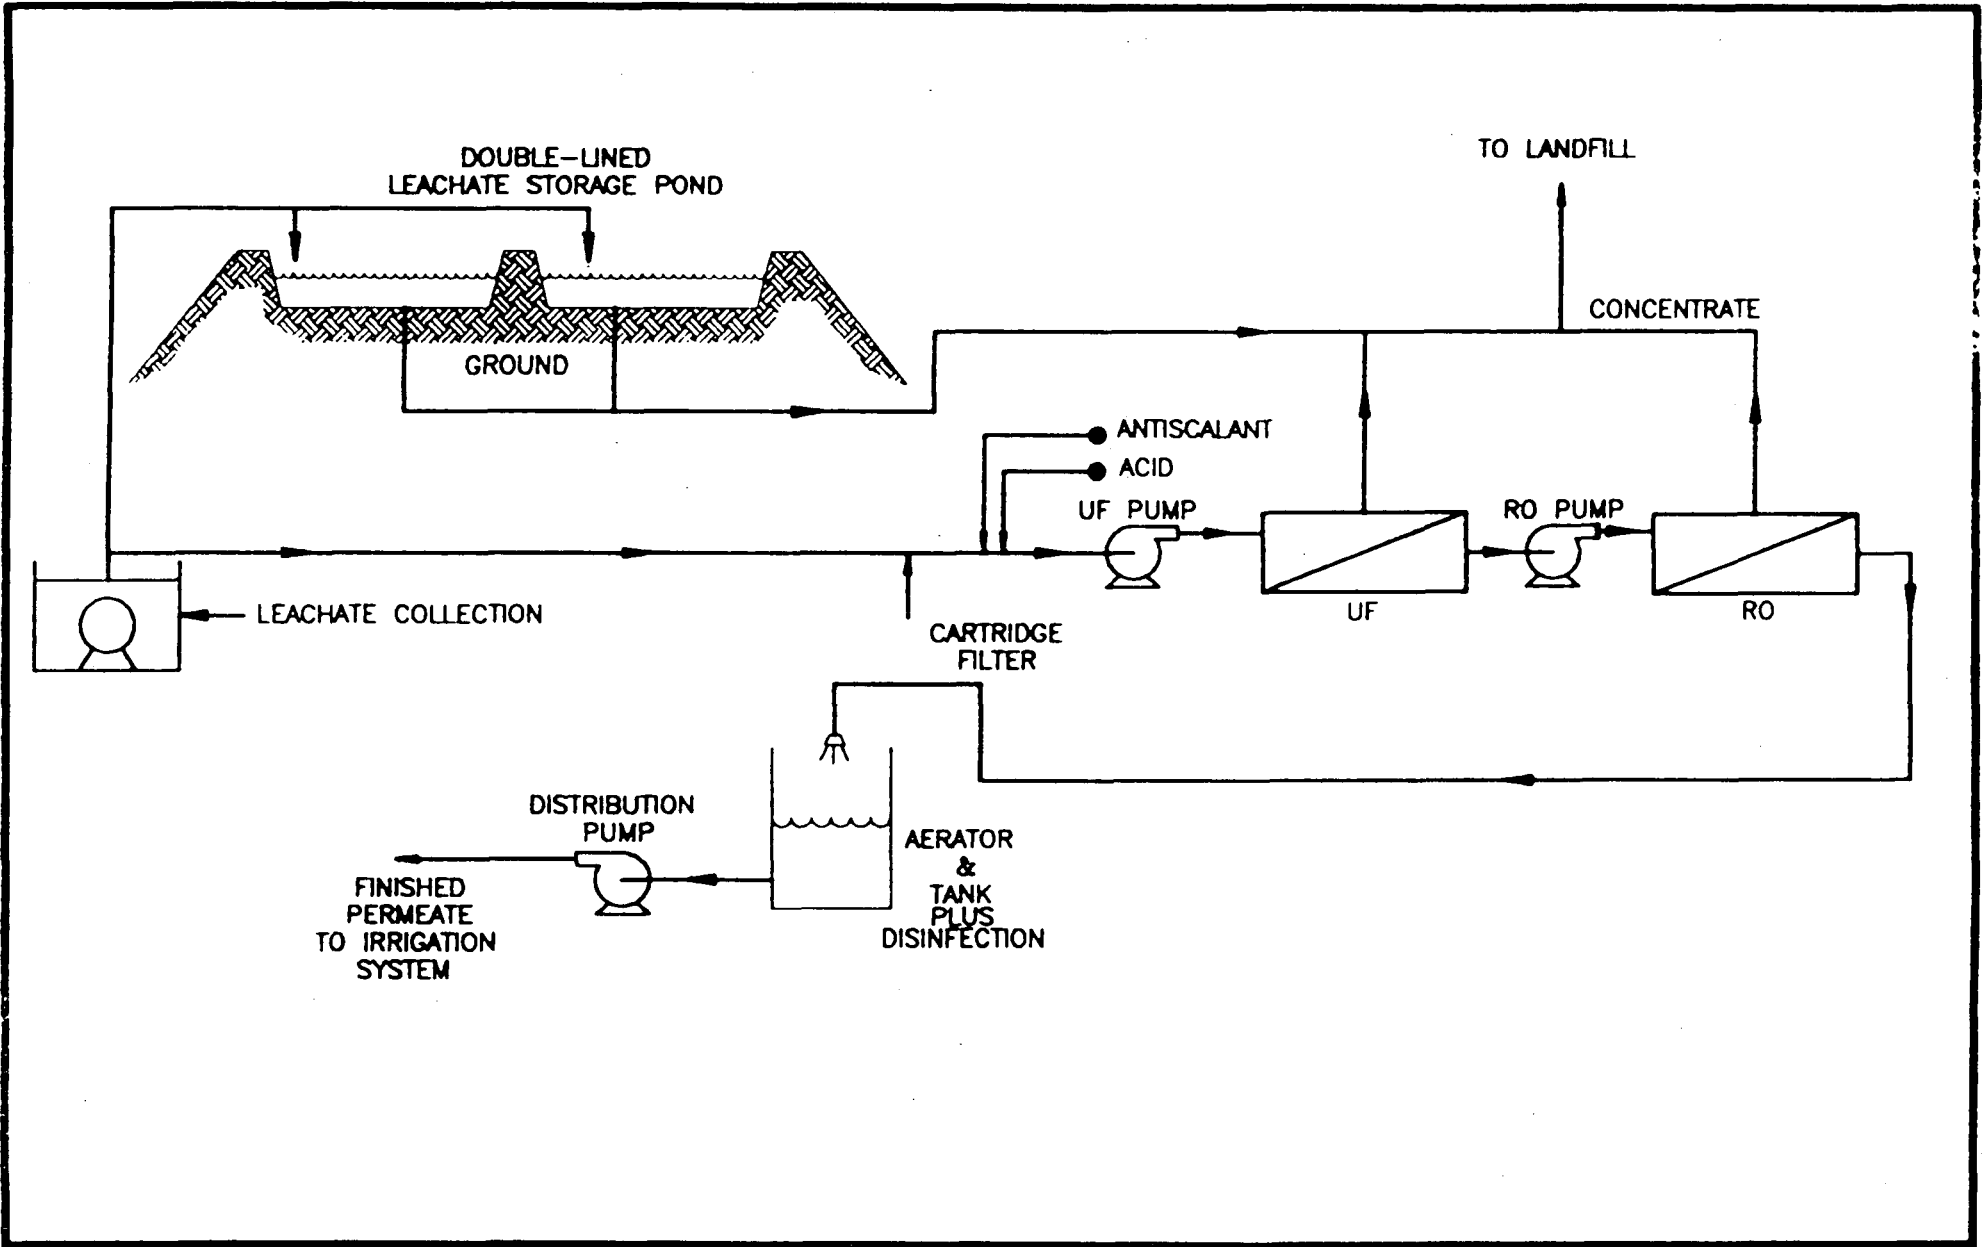 DOUBLE-LINED
LEACHATE STORAGE POND
TO LANDFILL
CONCENTRATE
GROUND
ANTISCALANT
ACID
UF PUMP
RO PUMP
LEACHATE COLLECTION
UF
RO
CARTRIDGE
FILTER
DISTRIBUTION
PUMP
AERATOR
&
TANK
PLUS
DISINFECTION
FINISHED
PERMEATE
TO IRRIGATION
SYSTEM